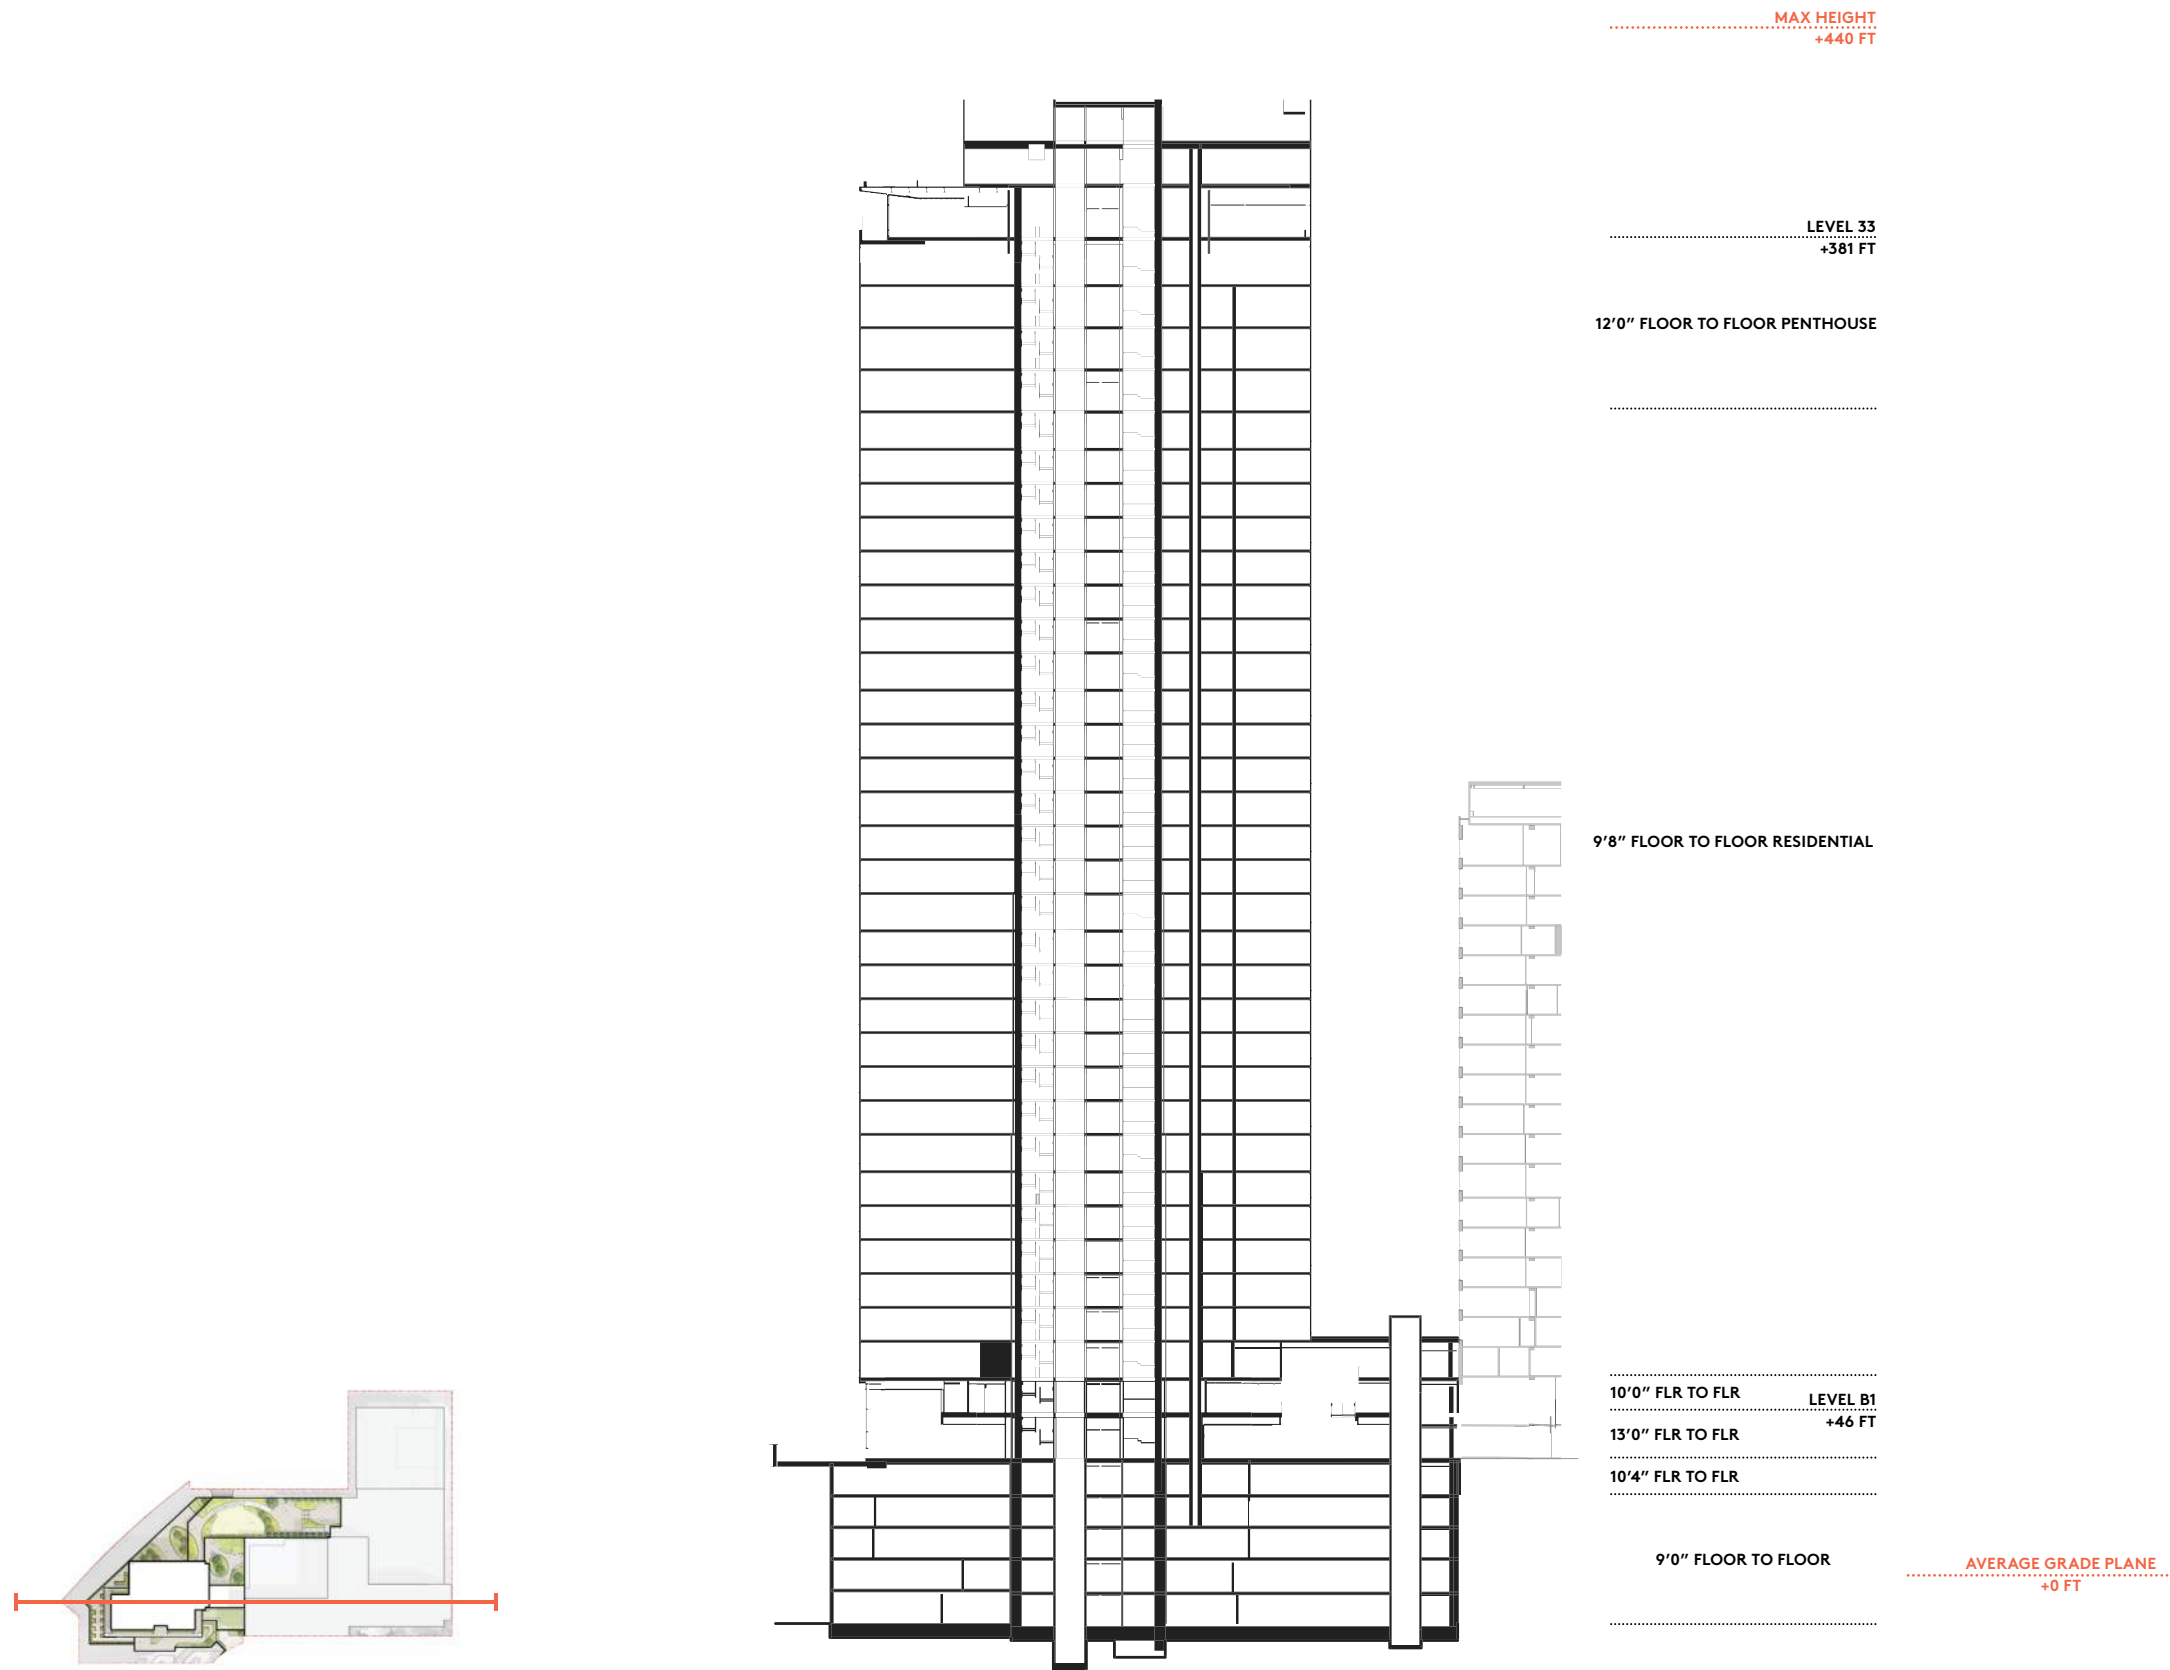 MAX HEIGHT
+440 FT
LEVEL 33
+381 FT
12'0" FLOOR TO FLOOR PENTHOUSE
9'8" FLOOR TO FLOOR RESIDENTIAL
10'0" FLR TO FLR
LEVEL B1
+46 FT
13'0" FLR TO FLR
10'4" FLR TO FLR
9'0" FLOOR TO FLOOR
AVERAGE GRADE PLANE
+0 FT